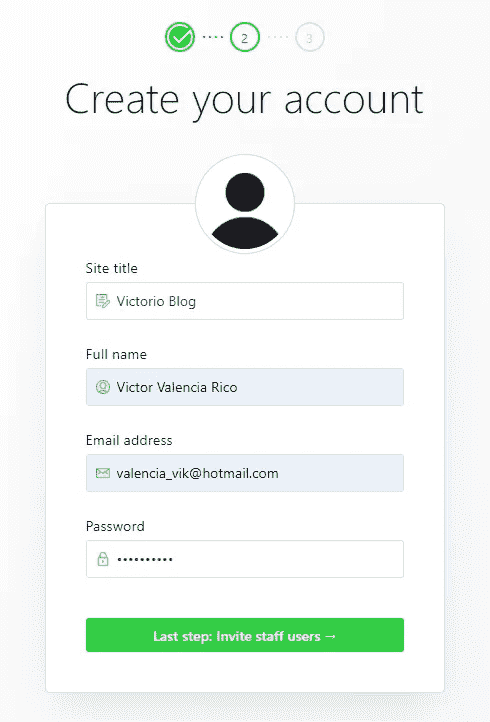 2
3
Create your account
Site title
Victorio Blog
Full name
Victor Valencia Rico
Email address
valencia_vik@hotmail.com
Password
••••••••••
Last step: Invite staff users →